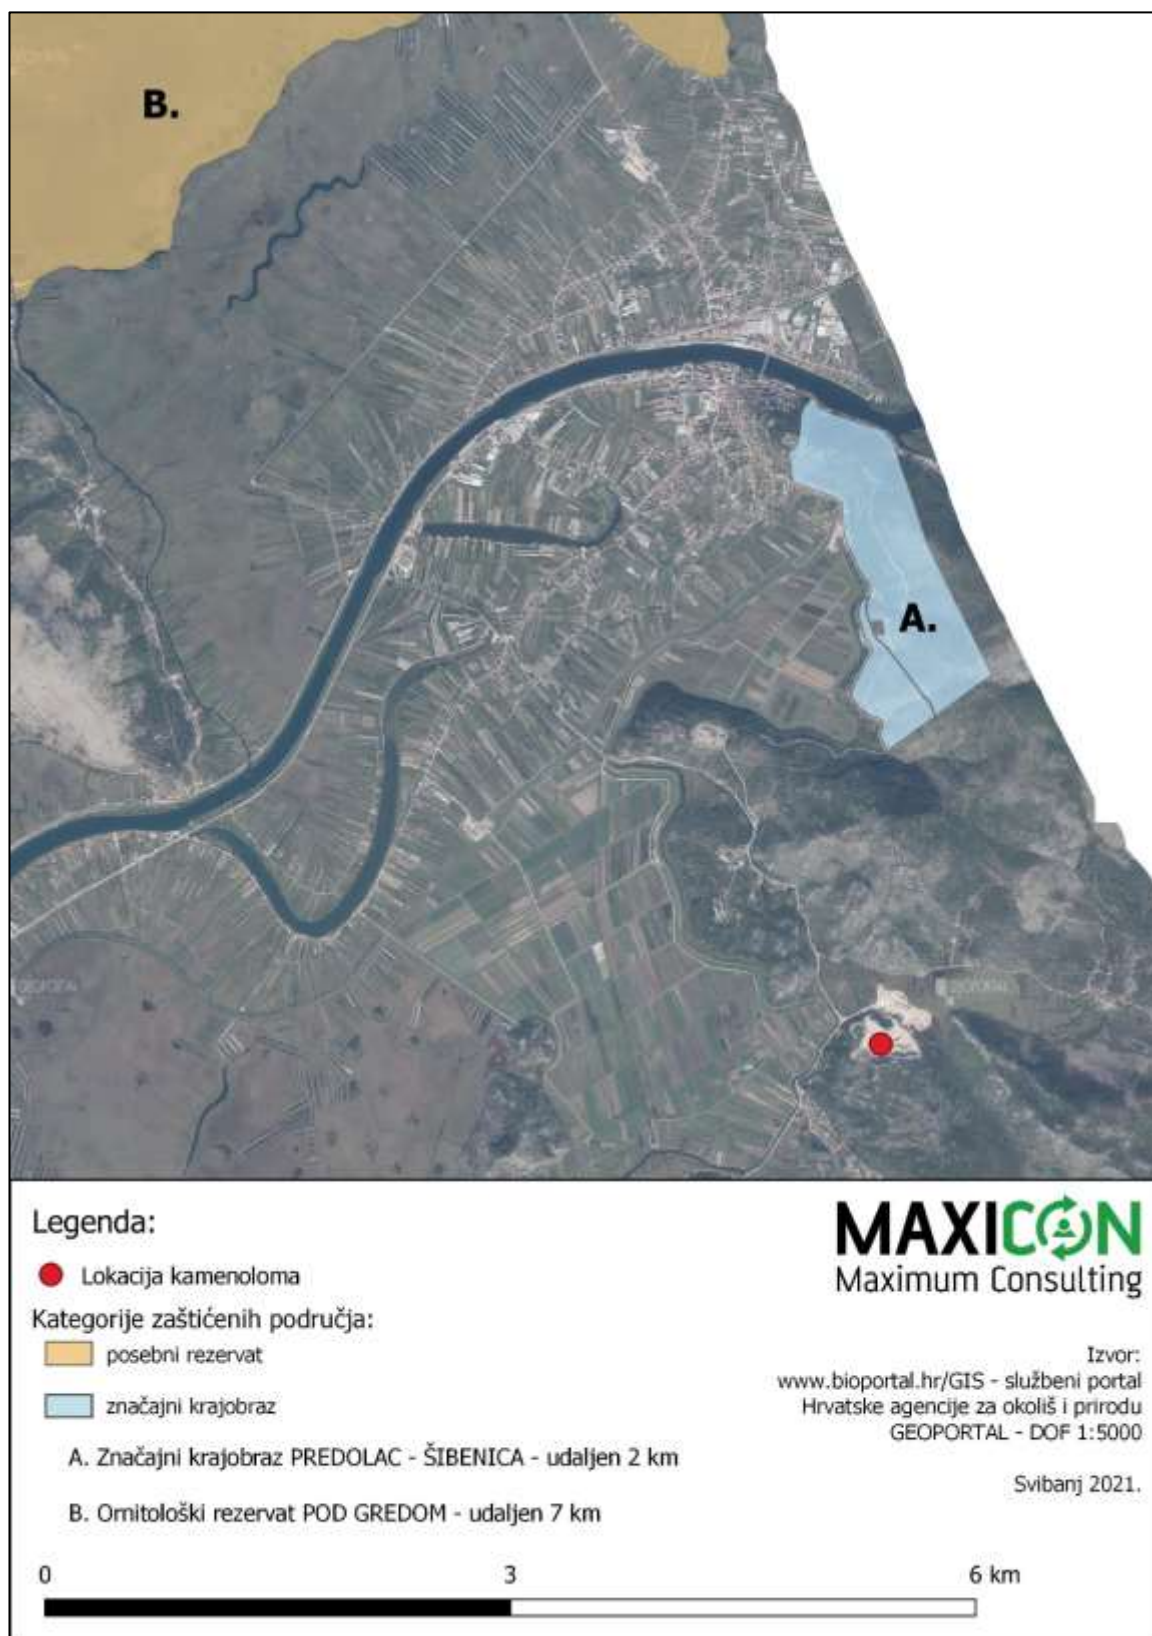 B.
A.
GEOPORTAL
GEOPORTAL
Legenda:
Lokacija kamenoloma
Kategorije zaštićenih područja:
posebni rezervat
značajni krajobraz
A. Značajni krajobraz PREDOLAC - ŠIBENICA - udaljen 2 km
B. Ornitološki rezervat POD GREDOM - udaljen 7 km
MAXICON
Maximum Consulting
Izvor:
www.bioportal.hr/GIS - službeni portal
Hrvatske agencije za okoliš i prirodu
GEOPORTAL - DOF 1:5000
Svibanj 2021.
0 3 6 km